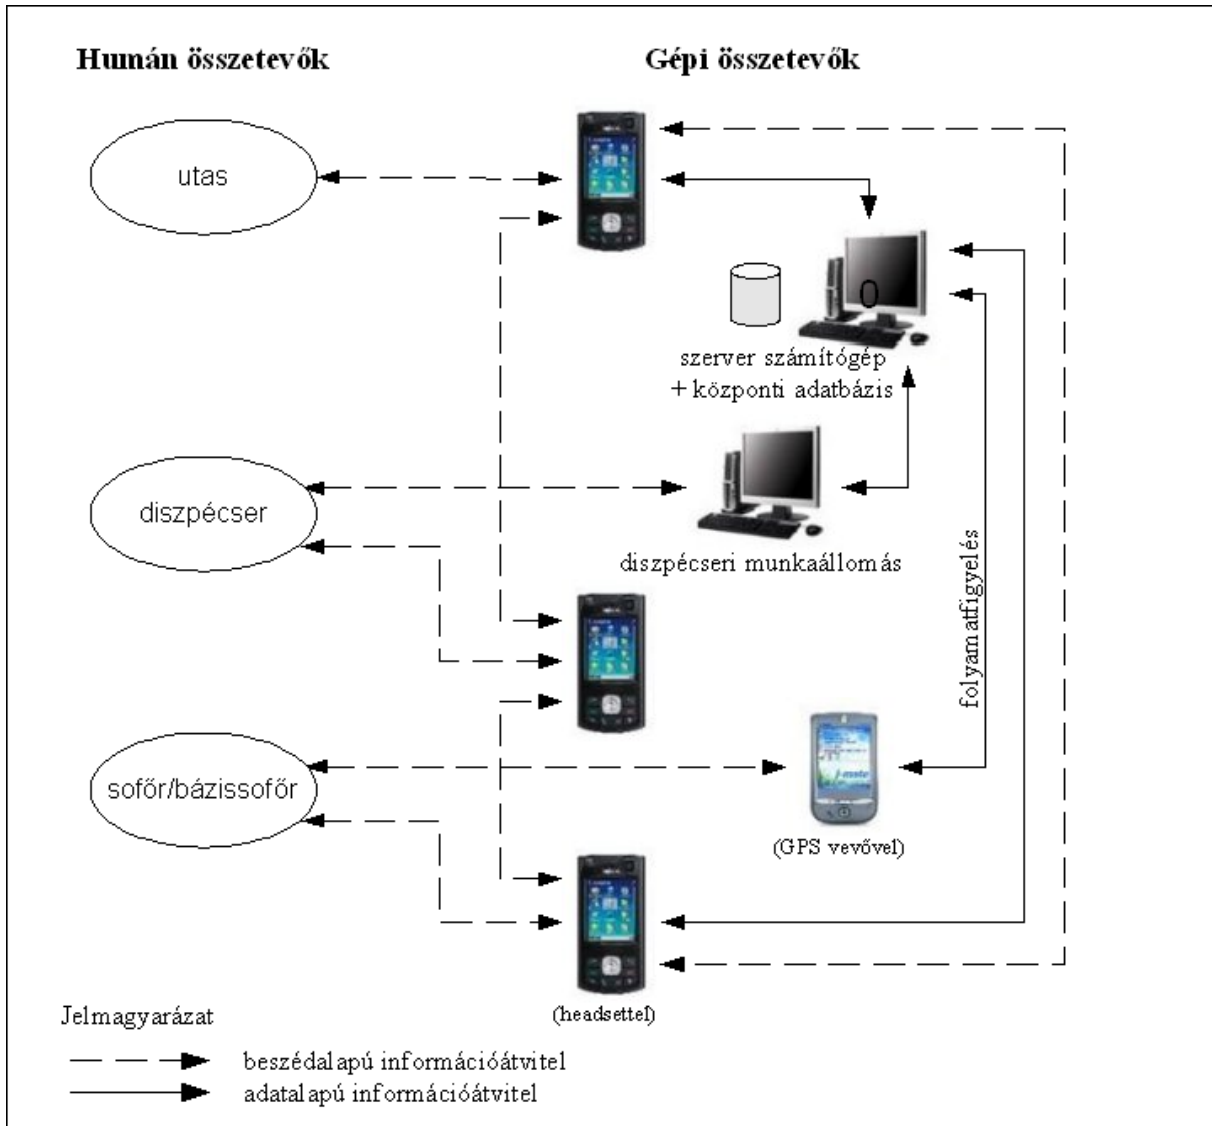 Humán összetevők
Gépi összetevők
utas
szerver számítógép
+ központi adatbázis
diszpécser
diszpécseri munkaállomás
folyamatfigyelés
sofőr/bázissofőr
(GPS vevővel)
(headsettel)
Jelmagyarázat
beszédalapú információátvitel
adatalapú információátvitel